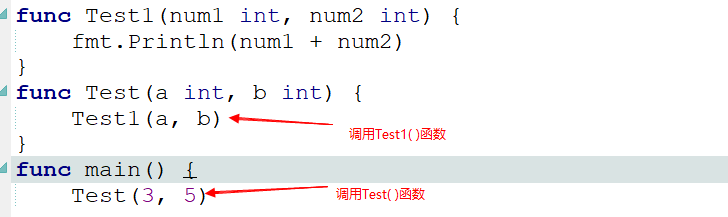 func Test1(num1 int, num2 int) {
fmt.Println(num1 + num2)
}
func Test(a int, b int) {
Test1(a, b) 调用Test1( )函数
}
func main() {
Test(3, 5) 调用Test( )函数